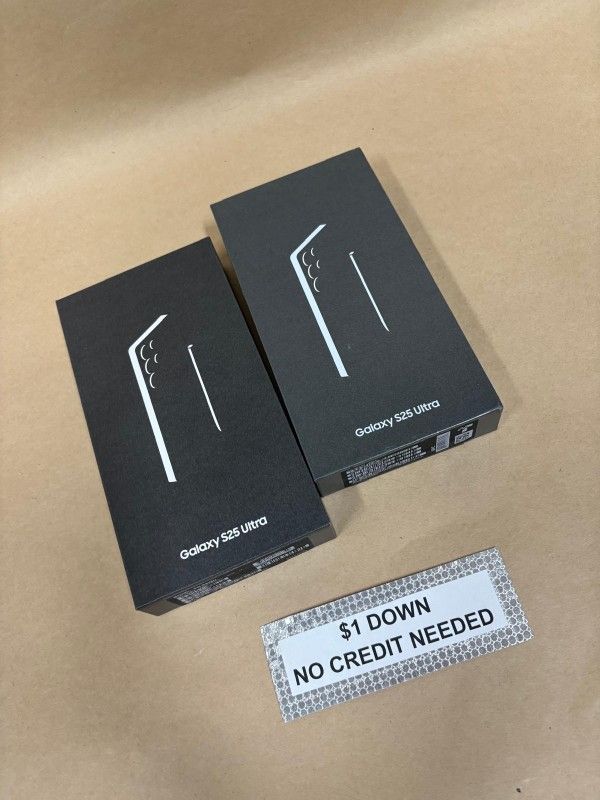 Galaxy S25 Ultra
Galaxy S25 Ultra
$1 DOWN
NO CREDIT NEEDED